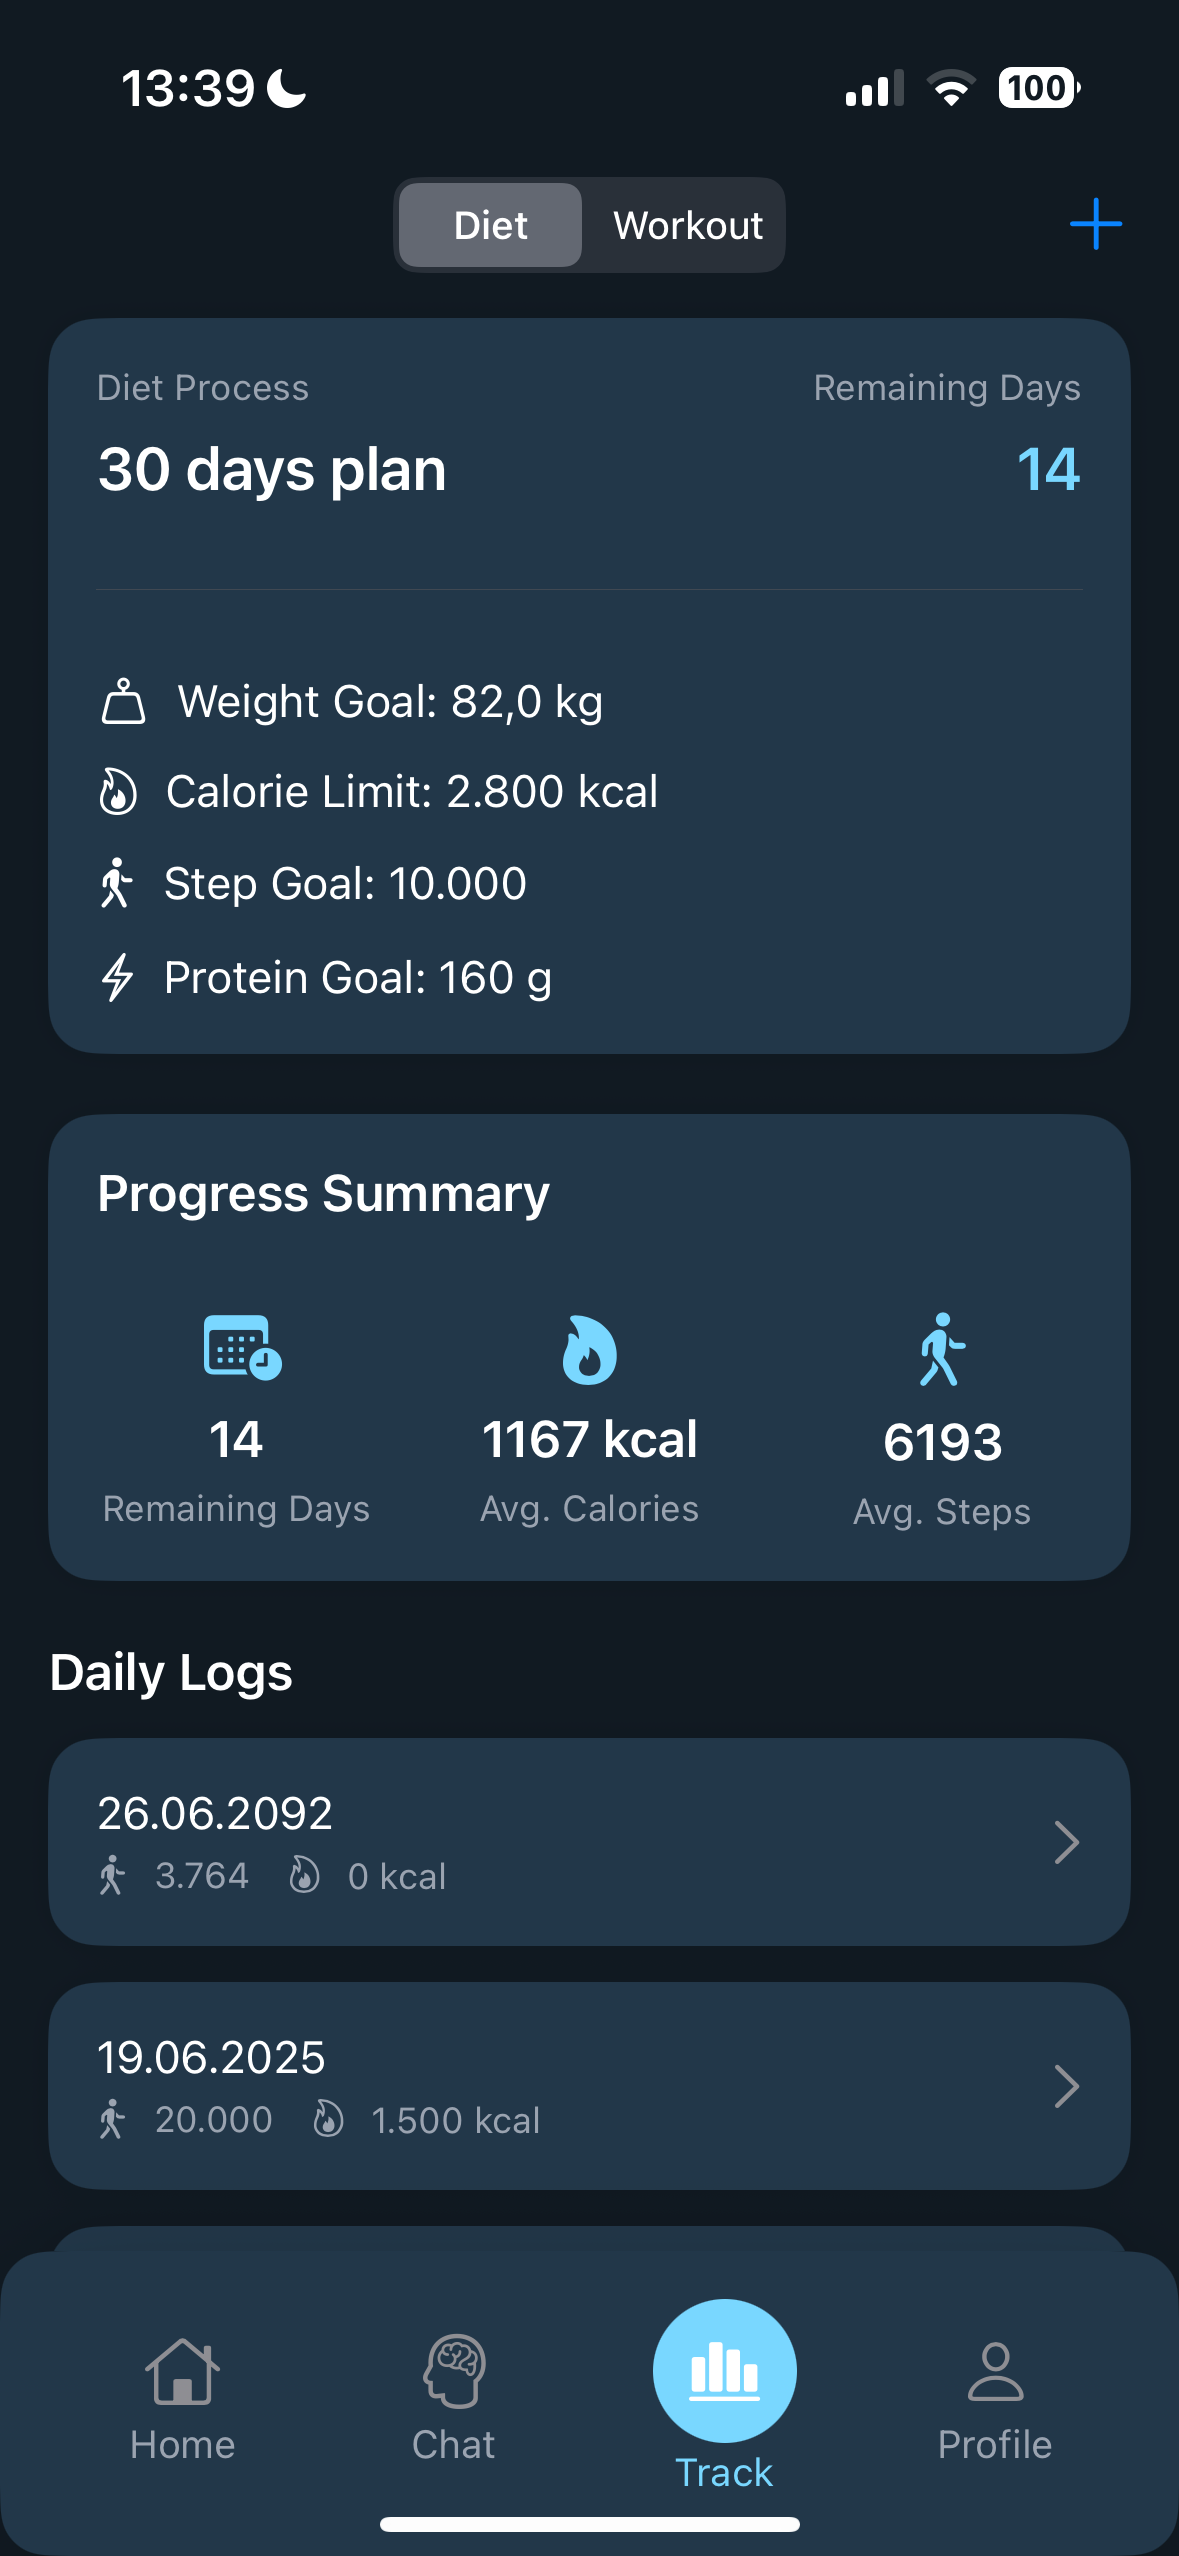 13:39
100
Diet Workout
Diet Process Remaining Days
30 days plan 14
Weight Goal: 82,0 kg
Calorie Limit: 2.800 kcal
Step Goal: 10.000
Protein Goal: 160 g
Progress Summary
14 1167 kcal 6193
Remaining Days Avg. Calories Avg. Steps
Daily Logs
26.06.2092
3.764 0 kcal
19.06.2025
20.000 1.500 kcal
Home Chat Track Profile